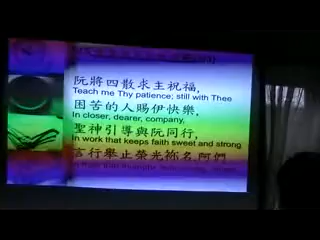 阮將四散求主祝福,
Teach me Thy patience; still with Thee
困苦的人賜伊快樂,
In closer, dearer, company,
聖神引導與阮同行,
In work that keeps faith sweet and strong
言行舉止榮光祢名.阿們